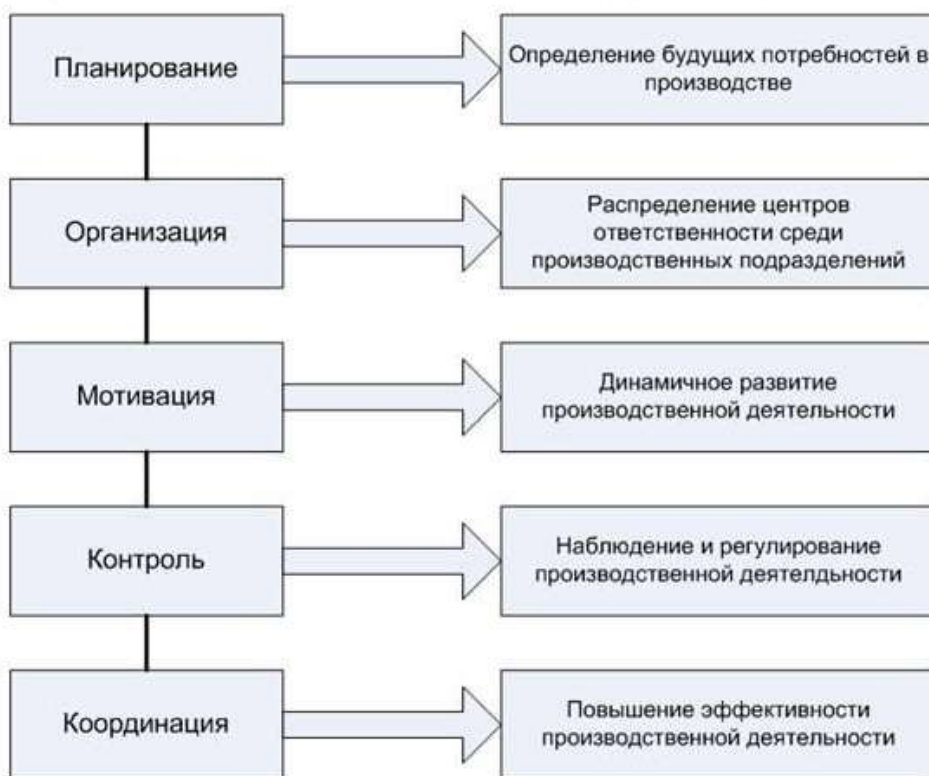 Планирование
Определение будущих потребностей в
производстве
Организация
Распределение центров
ответственности среди
производственных подразделений
Мотивация
Динамичное развитие
производственной деятельности
Контроль
Наблюдение и регулирование
производственной деятелдьности
Координация
Повышение эффективности
производственной деятельности